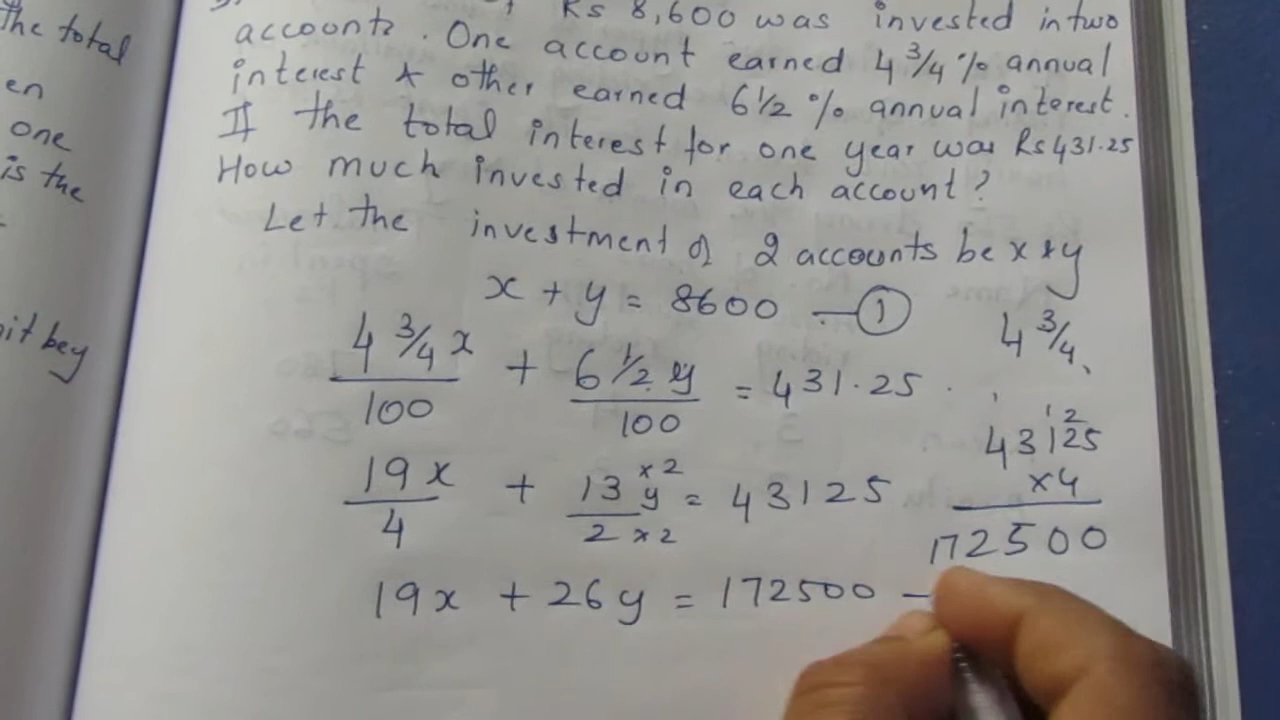 the total
en
one
is the
it bey
Rs 8,600 was invested in two
accounts. One account earned 4 3/4 % annual
interest & other earned 6 1/2 % annual interest.
If the total interest for one year was Rs 431.25
How much invested in each account?
Let the investment of 2 accounts be x & y
x + y = 8600 — ①
4 3/4 x / 100 + 6 1/2 y / 100 = 431.25
4 3/4
19x / 4 + 13 y × 2 / 2 × 2 = 43125
1 2
43125
×4
172500
19x + 26y = 172500 —